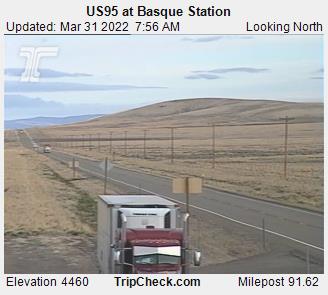 US95 at Basque Station
Updated: Mar 31 2022 7:56 AM Looking North
Elevation 4460 TripCheck.com Milepost 91.62